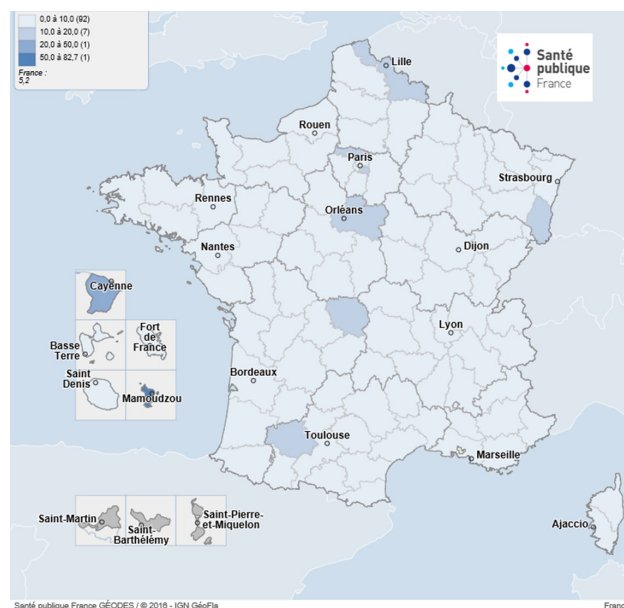 0,0 à 10,0 (92)
10,0 à 20,0 (7)
20,0 à 50,0 (1)
50,0 à 82,7 (1)
France :
5,2
Santé
publique
France
Lille
Rouen
Paris
Strasbourg
Rennes
Orléans
Nantes
Dijon
Cayenne
Fort
de
France
Basse
Terre
Lyon
Saint
Denis
Mamoudzou
Bordeaux
Toulouse
Marseille
Saint-Martin
Saint-
Barthélémy
Saint-Pierre-
et-Miquelon
Ajaccio
Santé publique France GÉODES / © 2016 - IGN GéoFla
Franc